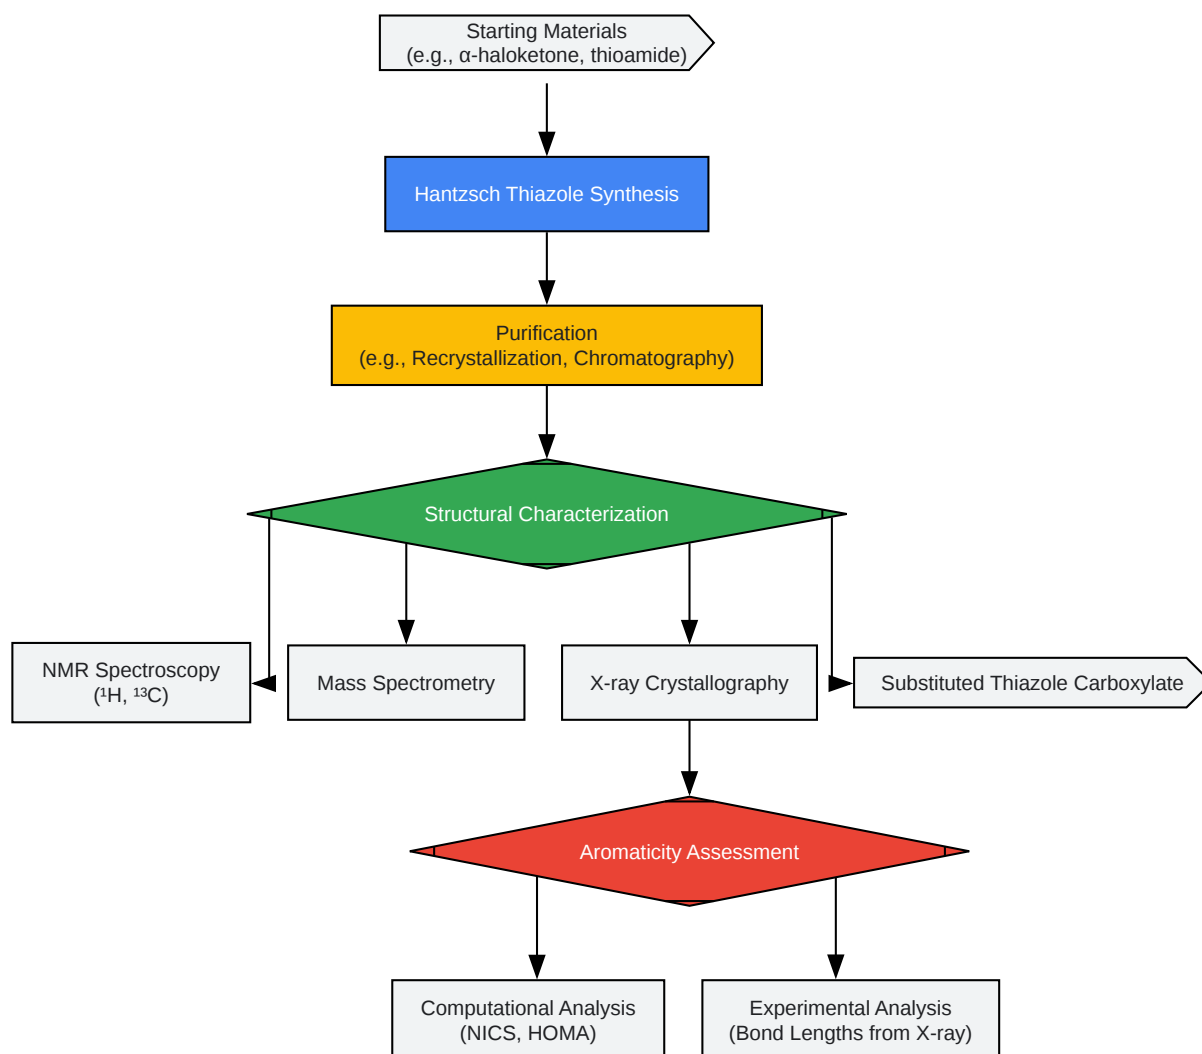 Starting Materials
(e.g., α-haloketone, thioamide)
Hantzsch Thiazole Synthesis
Purification
(e.g., Recrystallization, Chromatography)
Structural Characterization
NMR Spectroscopy
(¹H, ¹³C)
Mass Spectrometry
X-ray Crystallography
Substituted Thiazole Carboxylate
Aromaticity Assessment
Computational Analysis
(NICS, HOMA)
Experimental Analysis
(Bond Lengths from X-ray)